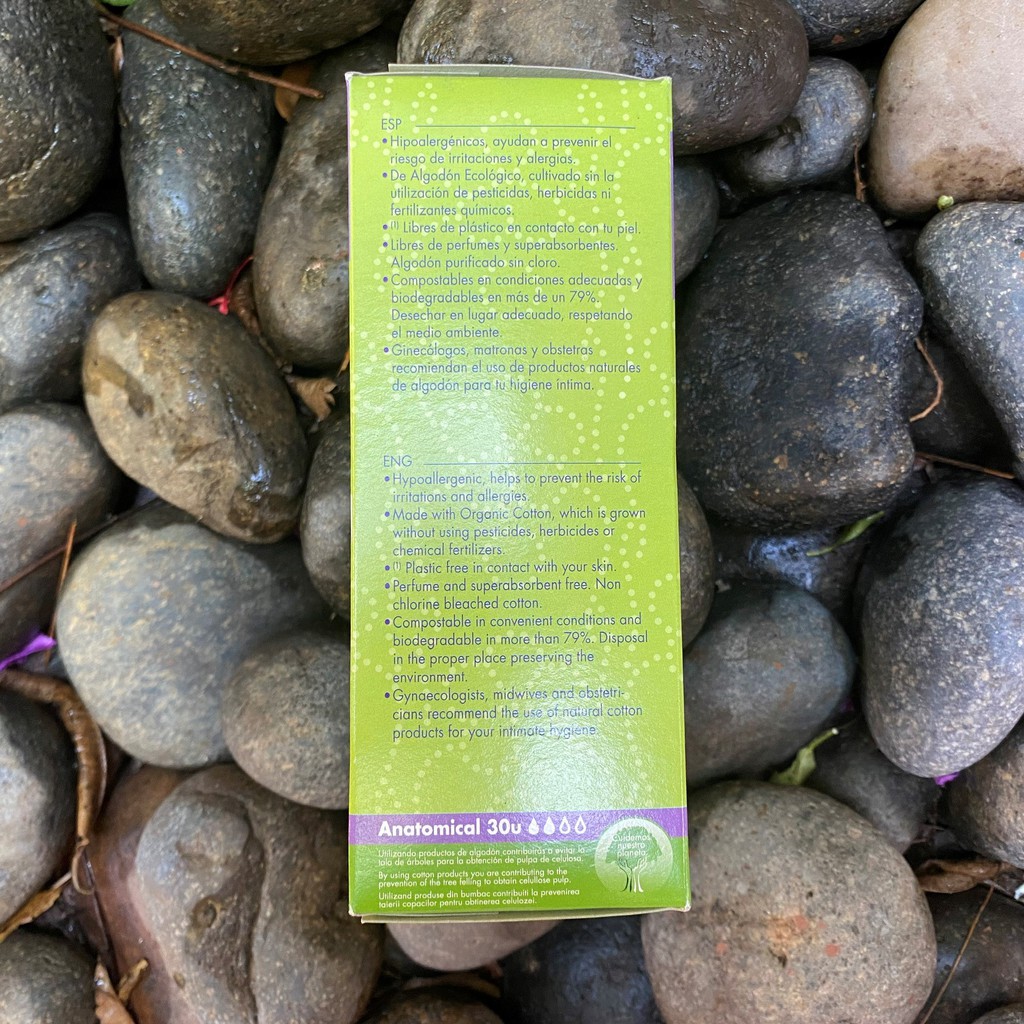 ESP
•Hipoalergénicos, ayudan a prevenir el
riesgo de irritaciones y alergias.
•De Algodón Ecológico, cultivado sin la
utilización de pesticidas, herbicidas ni
fertilizantes químicos.
•(1) Libres de plástico en contacto con tu piel.
•Libres de perfumes y superabsorbentes.
Algodón purificado sin cloro.
•Compostables en condiciones adecuadas y
biodegradables en más de un 79%.
Desechar en lugar adecuado, respetando
el medio ambiente.
•Ginecólogos, matronas y obstetras
recomiendan el uso de productos naturales
de algodón para tu higiene íntima.
ENG
•Hypoallergenic, helps to prevent the risk of
irritations and allergies.
•Made with Organic Cotton, which is grown
without using pesticides, herbicides or
chemical fertilizers.
•(1) Plastic free in contact with your skin.
•Perfume and superabsorbent free. Non
chlorine bleached cotton.
•Compostable in convenient conditions and
biodegradable in more than 79%. Disposal
in the proper place preserving the
environment.
•Gynaecologists, midwives and obstetri-
cians recommend the use of natural cotton
products for your intimate hygiene.
Anatomical 30u
Cuidemos
nuestro
planeta
Utilizando productos de algodón contribuirás a evitar la
tala de árboles para la obtención de pulpa de celulosa.
By using cotton products you are contributing to the
prevention of the tree felling to obtain cellulose pulp.
Utilizand produse din bumbac contribuiti la prevenirea
taierii copacilor pentru obtinerea celulozei.